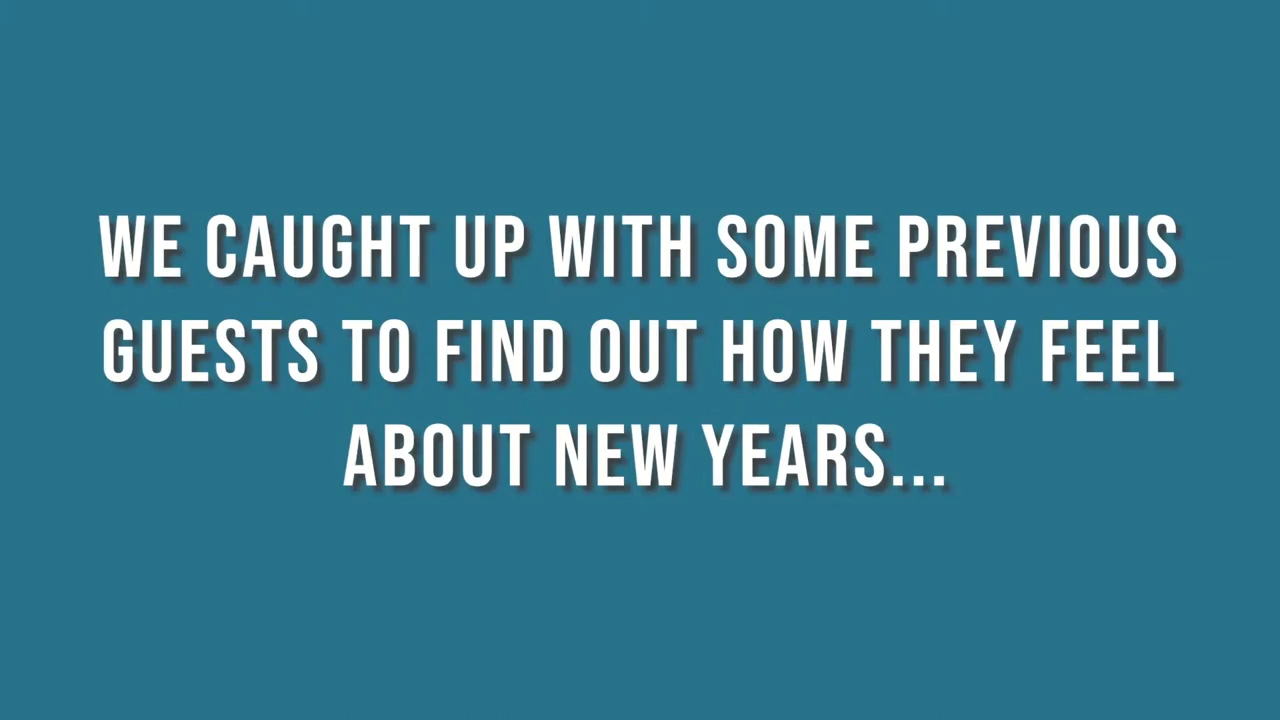 WE CAUGHT UP WITH SOME PREVIOUS
GUESTS TO FIND OUT HOW THEY FEEL
ABOUT NEW YEARS...